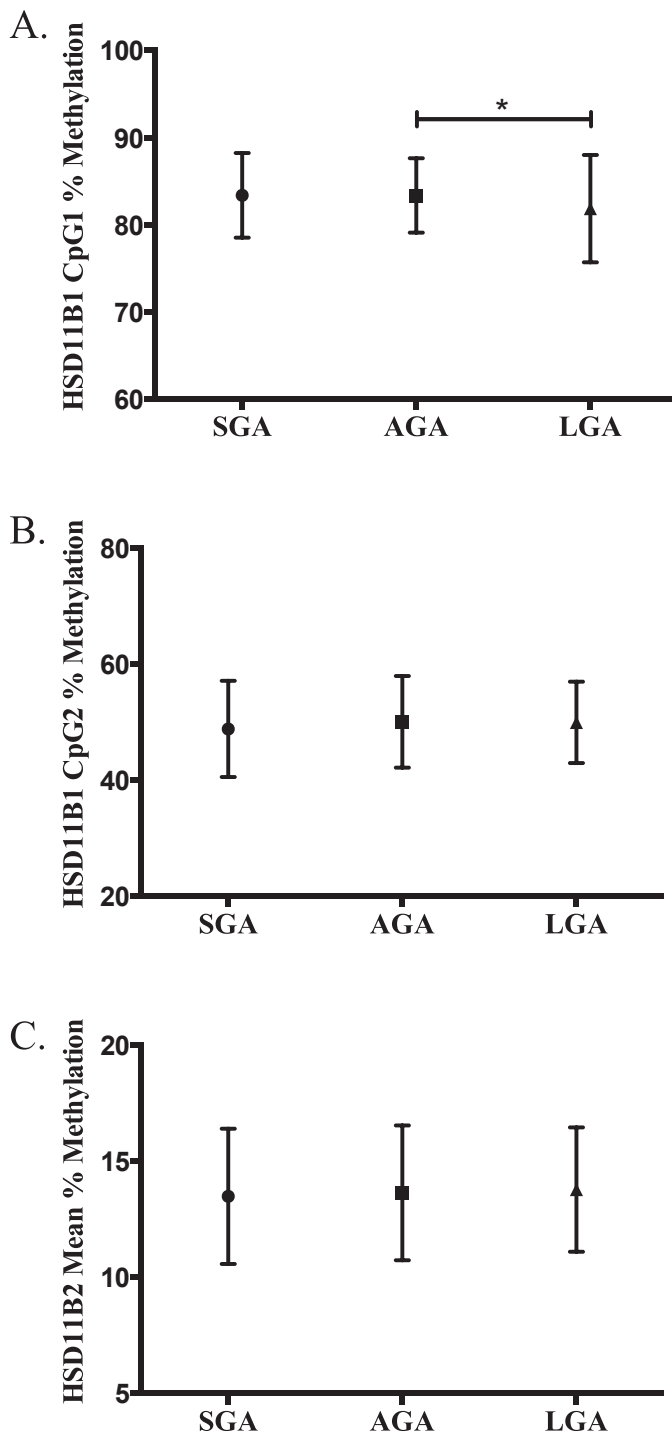 A.
HSD11B1 CpG1 % Methylation
100
90
80
70
60
*
SGA AGA LGA
B.
HSD11B1 CpG2 % Methylation
80
60
40
20
SGA AGA LGA
C.
HSD11B2 Mean % Methylation
20
15
10
5
SGA AGA LGA